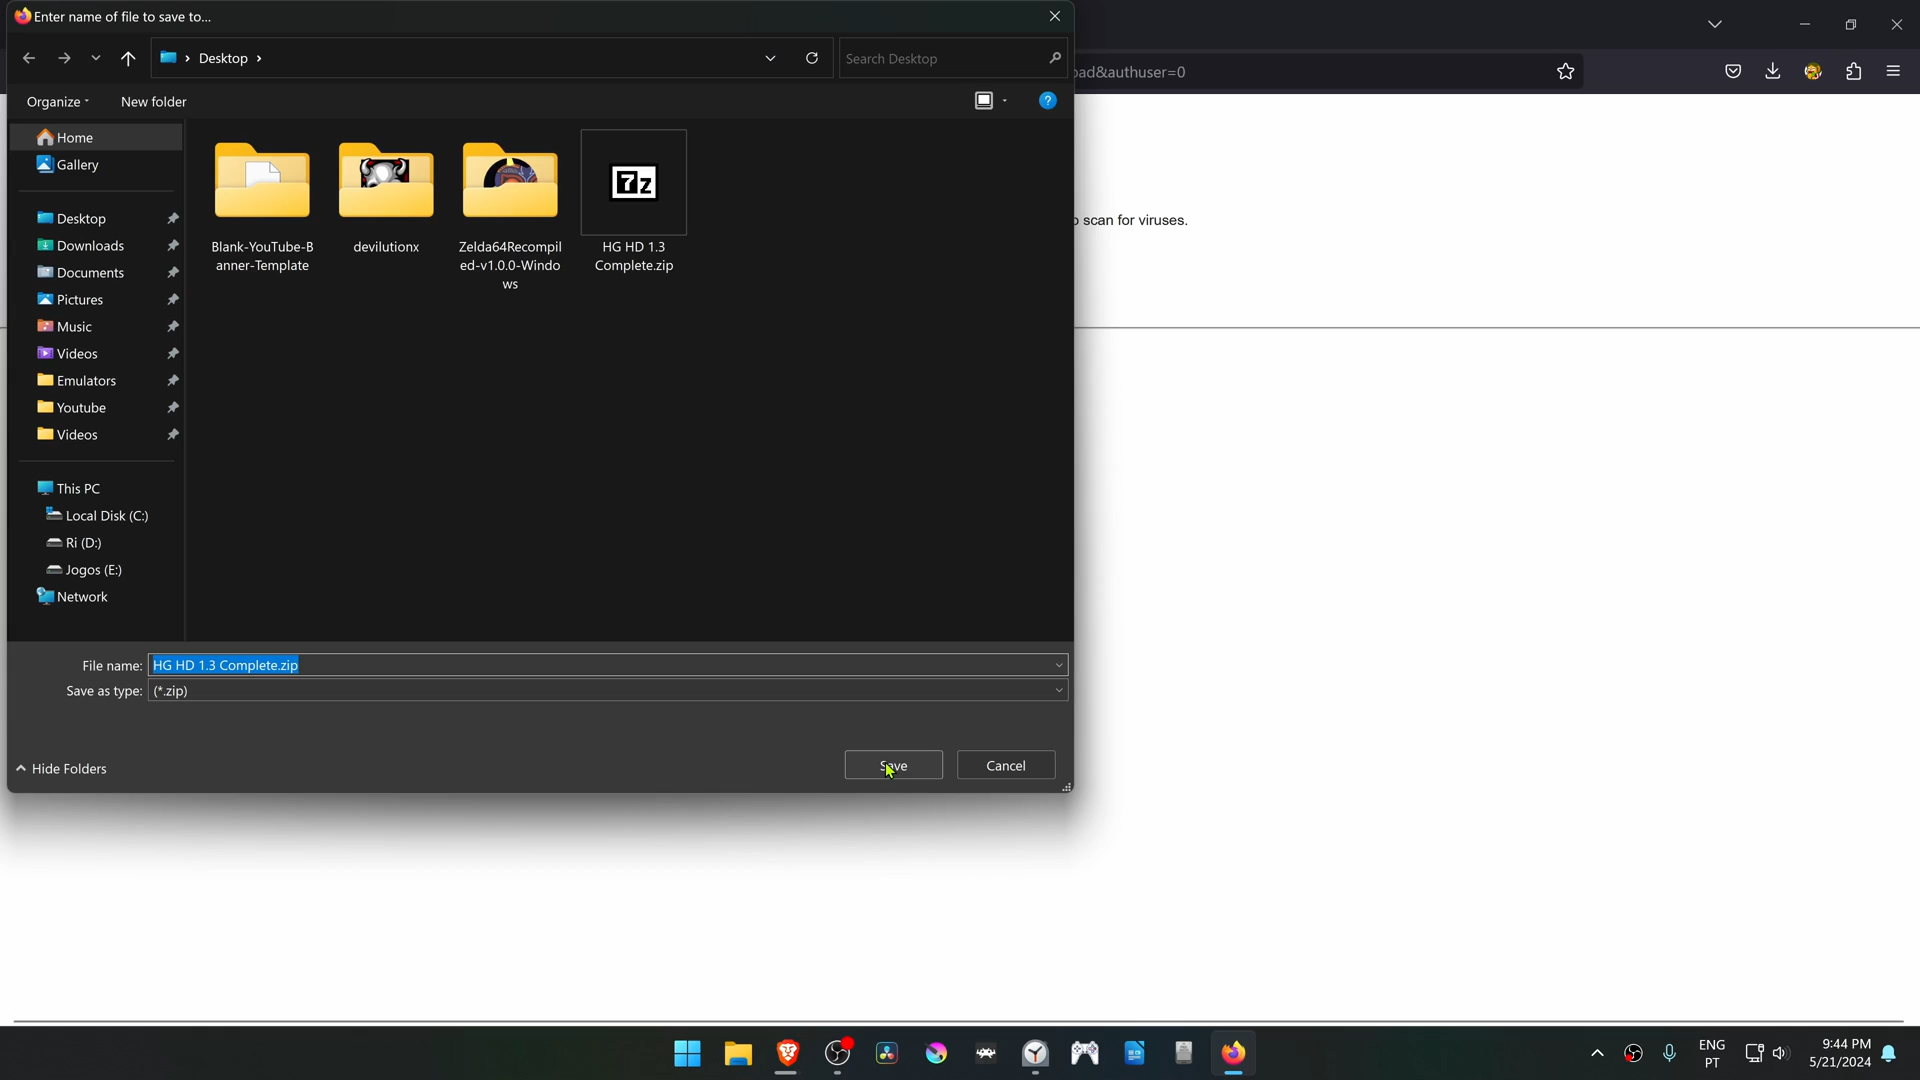 Enter name of file to save to...
Desktop
Search Desktop
ad&authuser=0
Organize
New folder
Home
Gallery
Desktop
Downloads
Documents
Pictures
Music
Videos
Emulators
Youtube
Videos
This PC
Local Disk (C:)
Ri (D:)
Jogos (E:)
Network
Blank-YouTube-B
anner-Template
devilutionx
Zelda64Recompil
ed-v1.0.0-Windo
ws
7z
HG HD 1.3
Complete.zip
scan for viruses.
File name: HG HD 1.3 Complete.zip
Save as type: (*.zip)
Hide Folders
Save
Cancel
ENG
PT
9:44 PM
5/21/2024